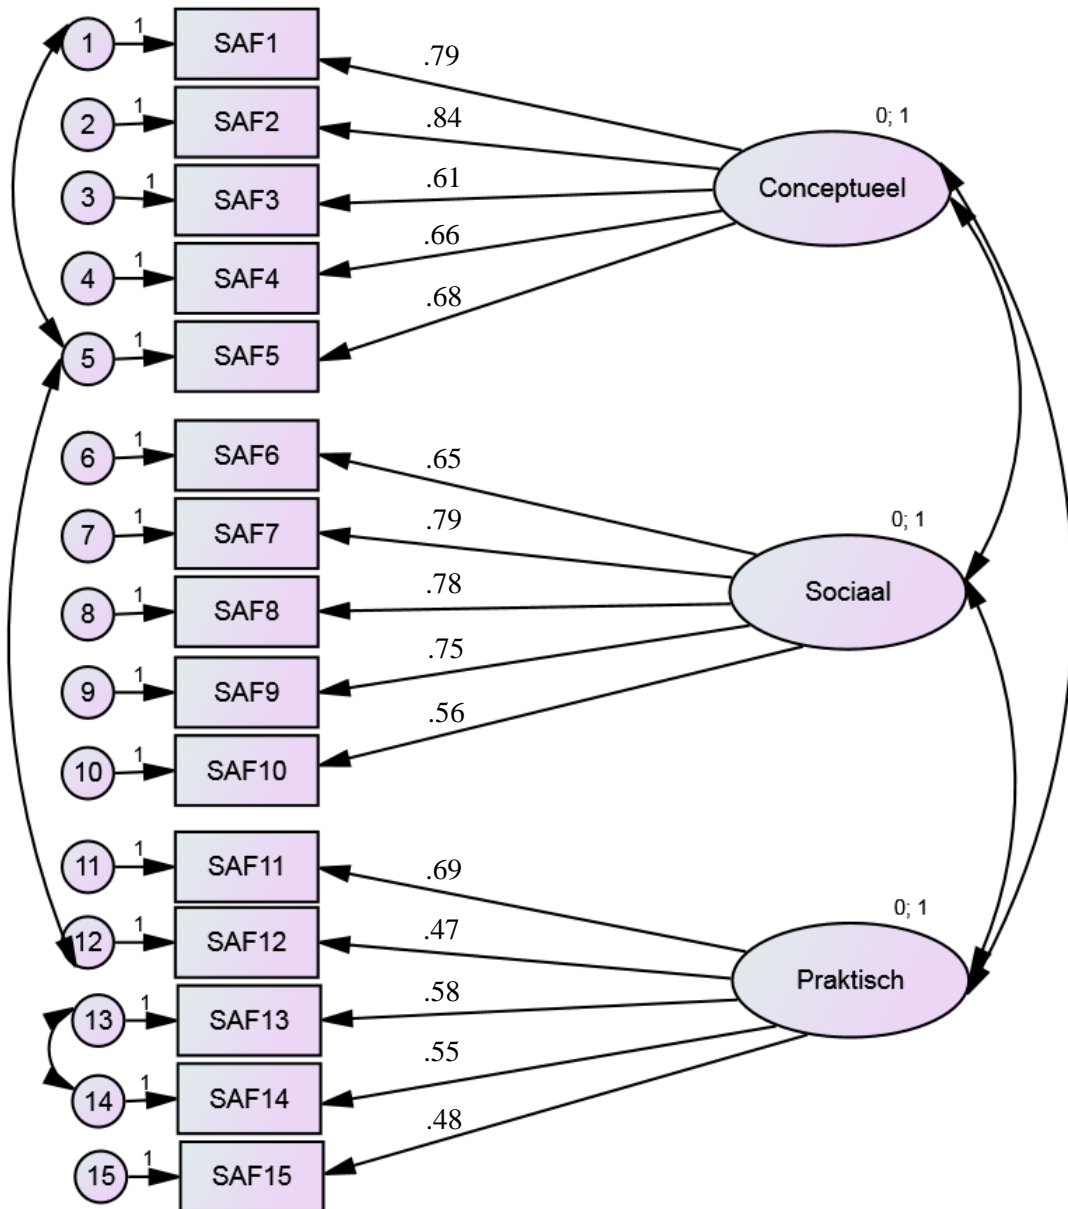 1 1 SAF1
.79
2 1 SAF2
.84
0; 1
3 1 SAF3
.61
Conceptueel
4 1 SAF4
.66
5 1 SAF5
.68
6 1 SAF6
.65
7 1 SAF7
.79
0; 1
8 1 SAF8
.78
Sociaal
9 1 SAF9
.75
10 1 SAF10
.56
11 1 SAF11
.69
12 1 SAF12
.47
0; 1
13 1 SAF13
.58
Praktisch
14 1 SAF14
.55
15 1 SAF15
.48